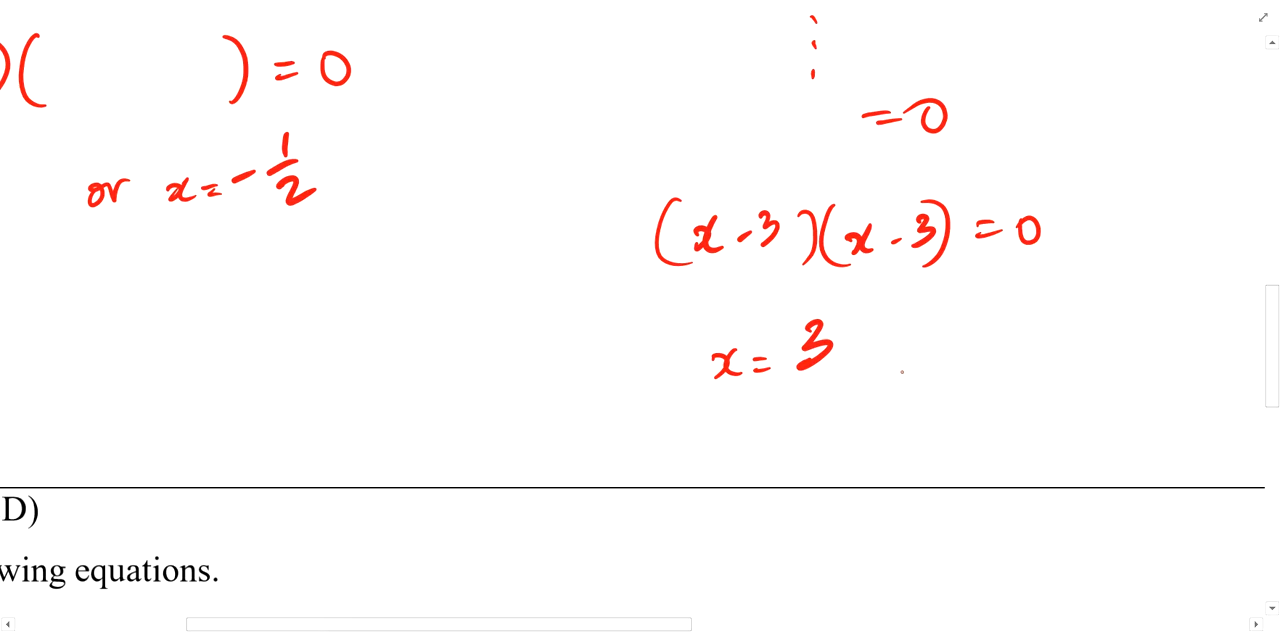 )( ) = 0
or x = - 1/2
⋮
= 0
(x - 3)(x - 3) = 0
x = 3
D)
wing equations.